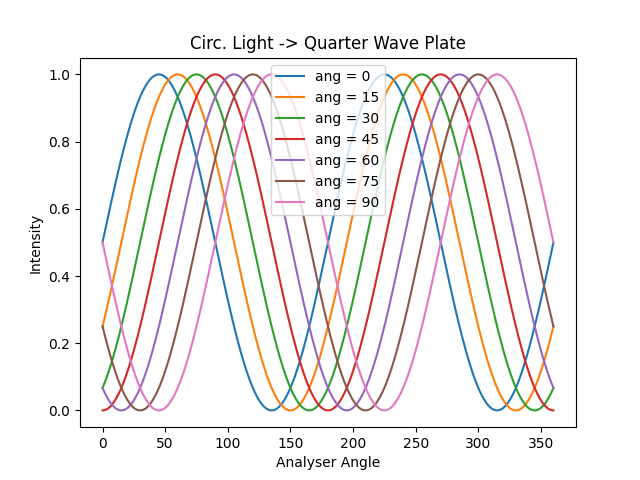 Circ. Light -> Quarter Wave Plate
1.0
0.8
0.6
0.4
0.2
0.0
Intensity
ang = 0
ang = 15
ang = 30
ang = 45
ang = 60
ang = 75
ang = 90
0 50 100 150 200 250 300 350
Analyser Angle